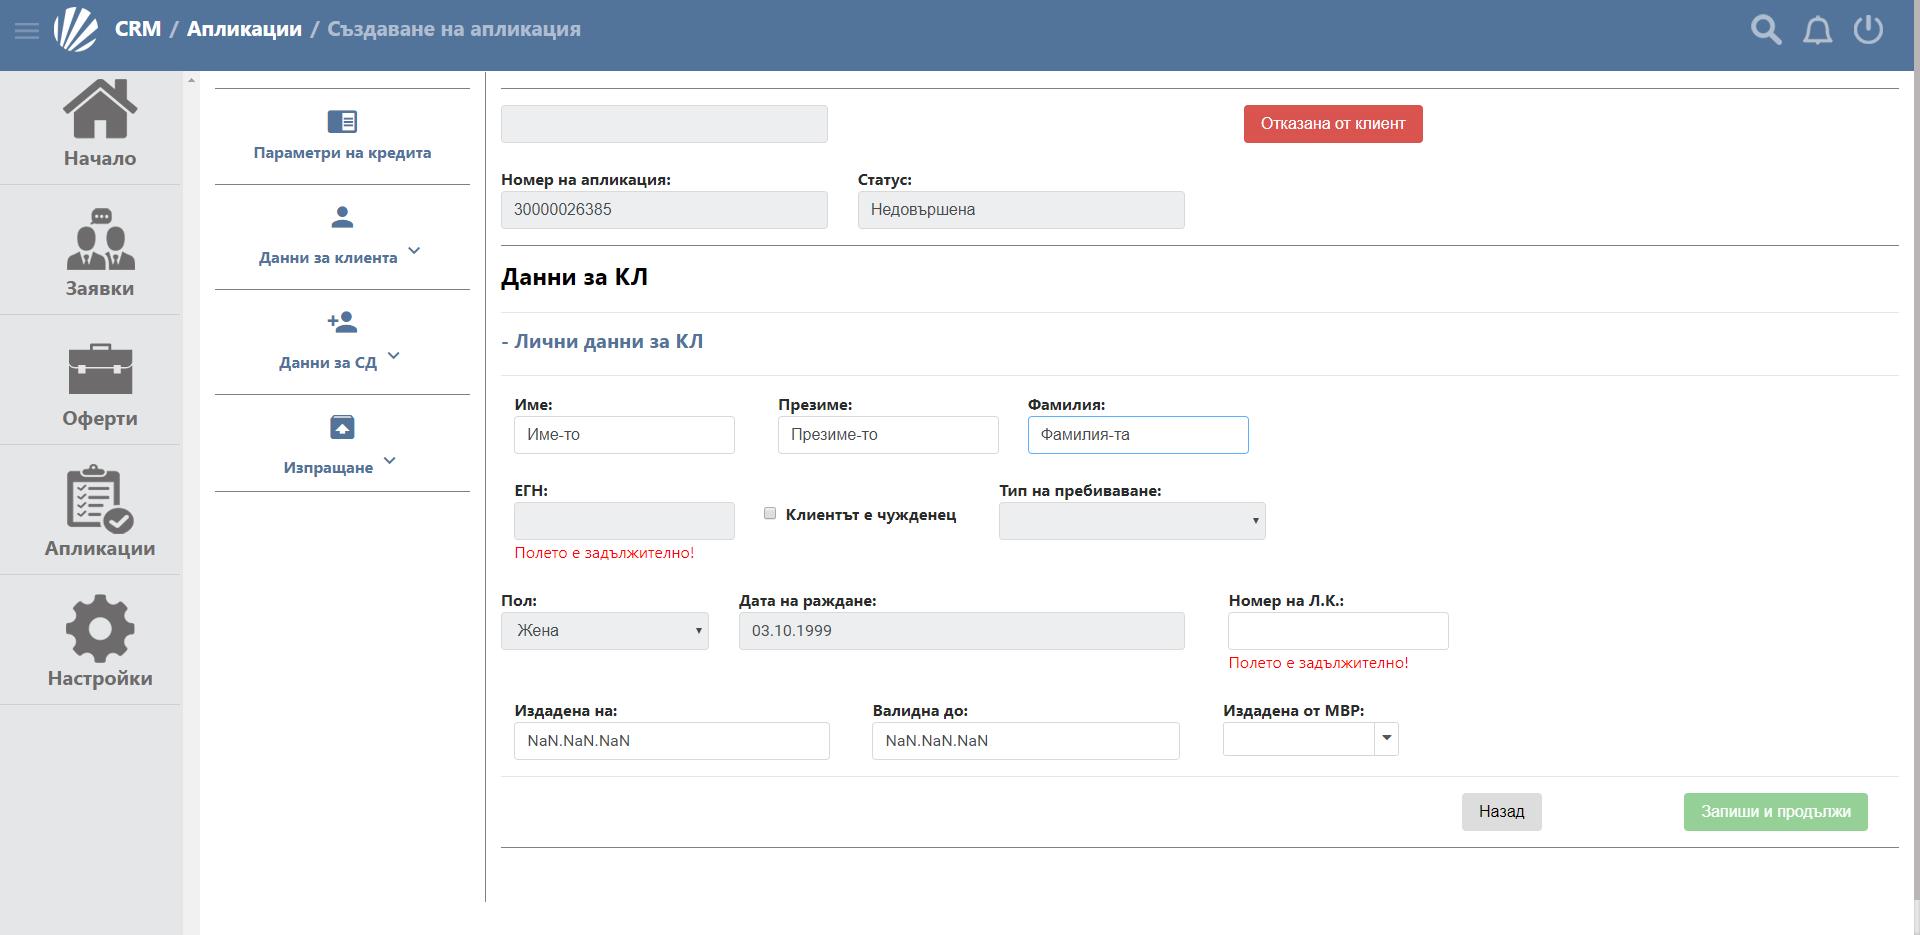 CRM / Апликации / Създаване на апликация
Начало
Заявки
Оферти
Апликации
Настройки
Параметри на кредита
Данни за клиента
Данни за СД
Изпращане
Отказана от клиент
Номер на апликация: Статус:
30000026385 Недовършена
Данни за КЛ
- Лични данни за КЛ
Име: Презиме: Фамилия:
Име-то Презиме-то Фамилия-та
ЕГН: Клиентът е чужденец Тип на пребиваване:
Полето е задължително!
Пол: Дата на раждане: Номер на Л.К.:
Жена 03.10.1999
Полето е задължително!
Издадена на: Валидна до: Издадена от МВР:
NaN.NaN.NaN NaN.NaN.NaN
Назад Запиши и продължи